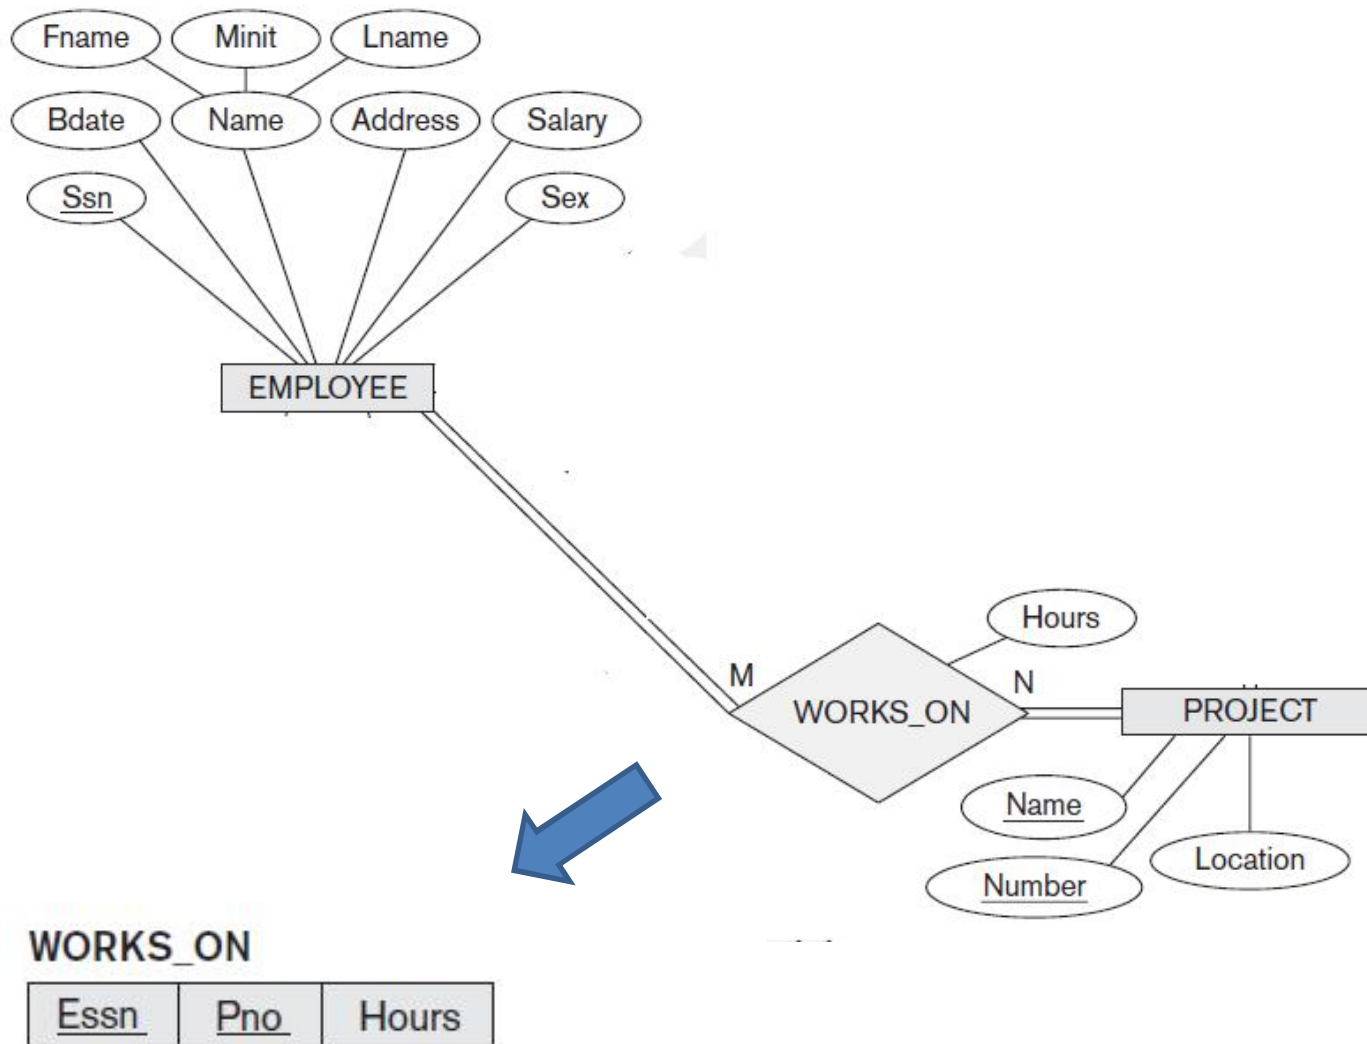 Fname Minit Lname
Bdate Name Address Salary
Ssn Sex
EMPLOYEE
Hours
M N
WORKS_ON PROJECT
Name
Location
Number
WORKS_ON
Essn Pno Hours